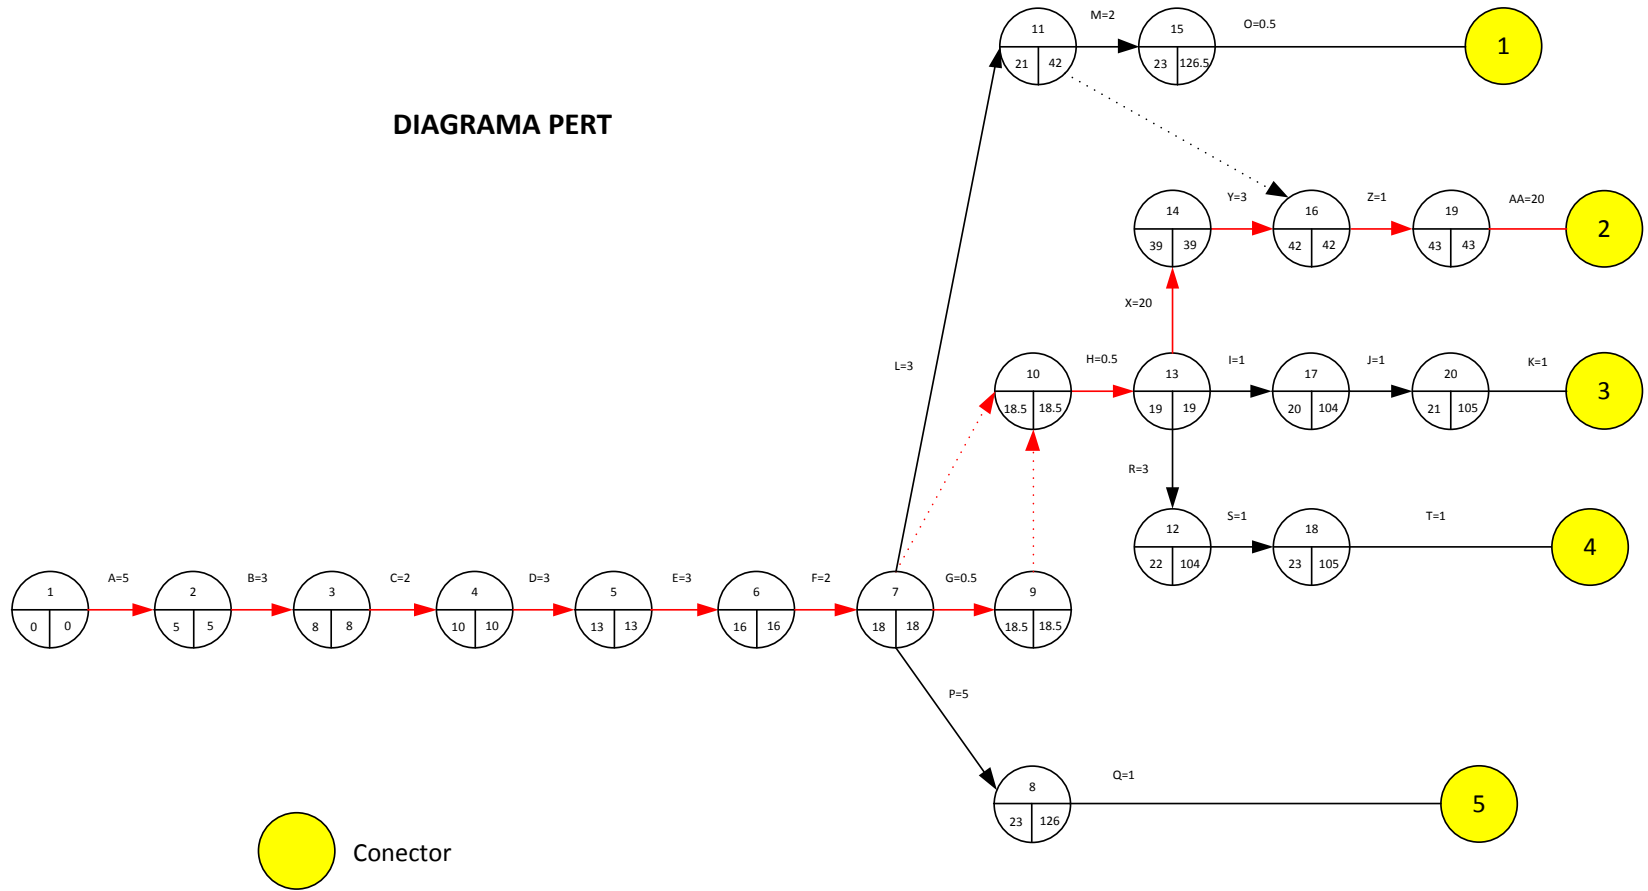 M=2
O=0.5
11
21 42
15
23 126.5
1
DIAGRAMA PERT
14
39 39
Y=3
16
42 42
Z=1
19
43 43
AA=20
2
X=20
L=3
10
18.5 18.5
H=0.5
13
19 19
I=1
17
20 104
J=1
20
21 105
K=1
3
R=3
12
22 104
S=1
18
23 105
T=1
4
1
0 0
A=5
2
5 5
B=3
3
8 8
C=2
4
10 10
D=3
5
13 13
E=3
6
16 16
F=2
7
18 18
G=0.5
9
18.5 18.5
P=5
8
23 126
Q=1
5
Conector